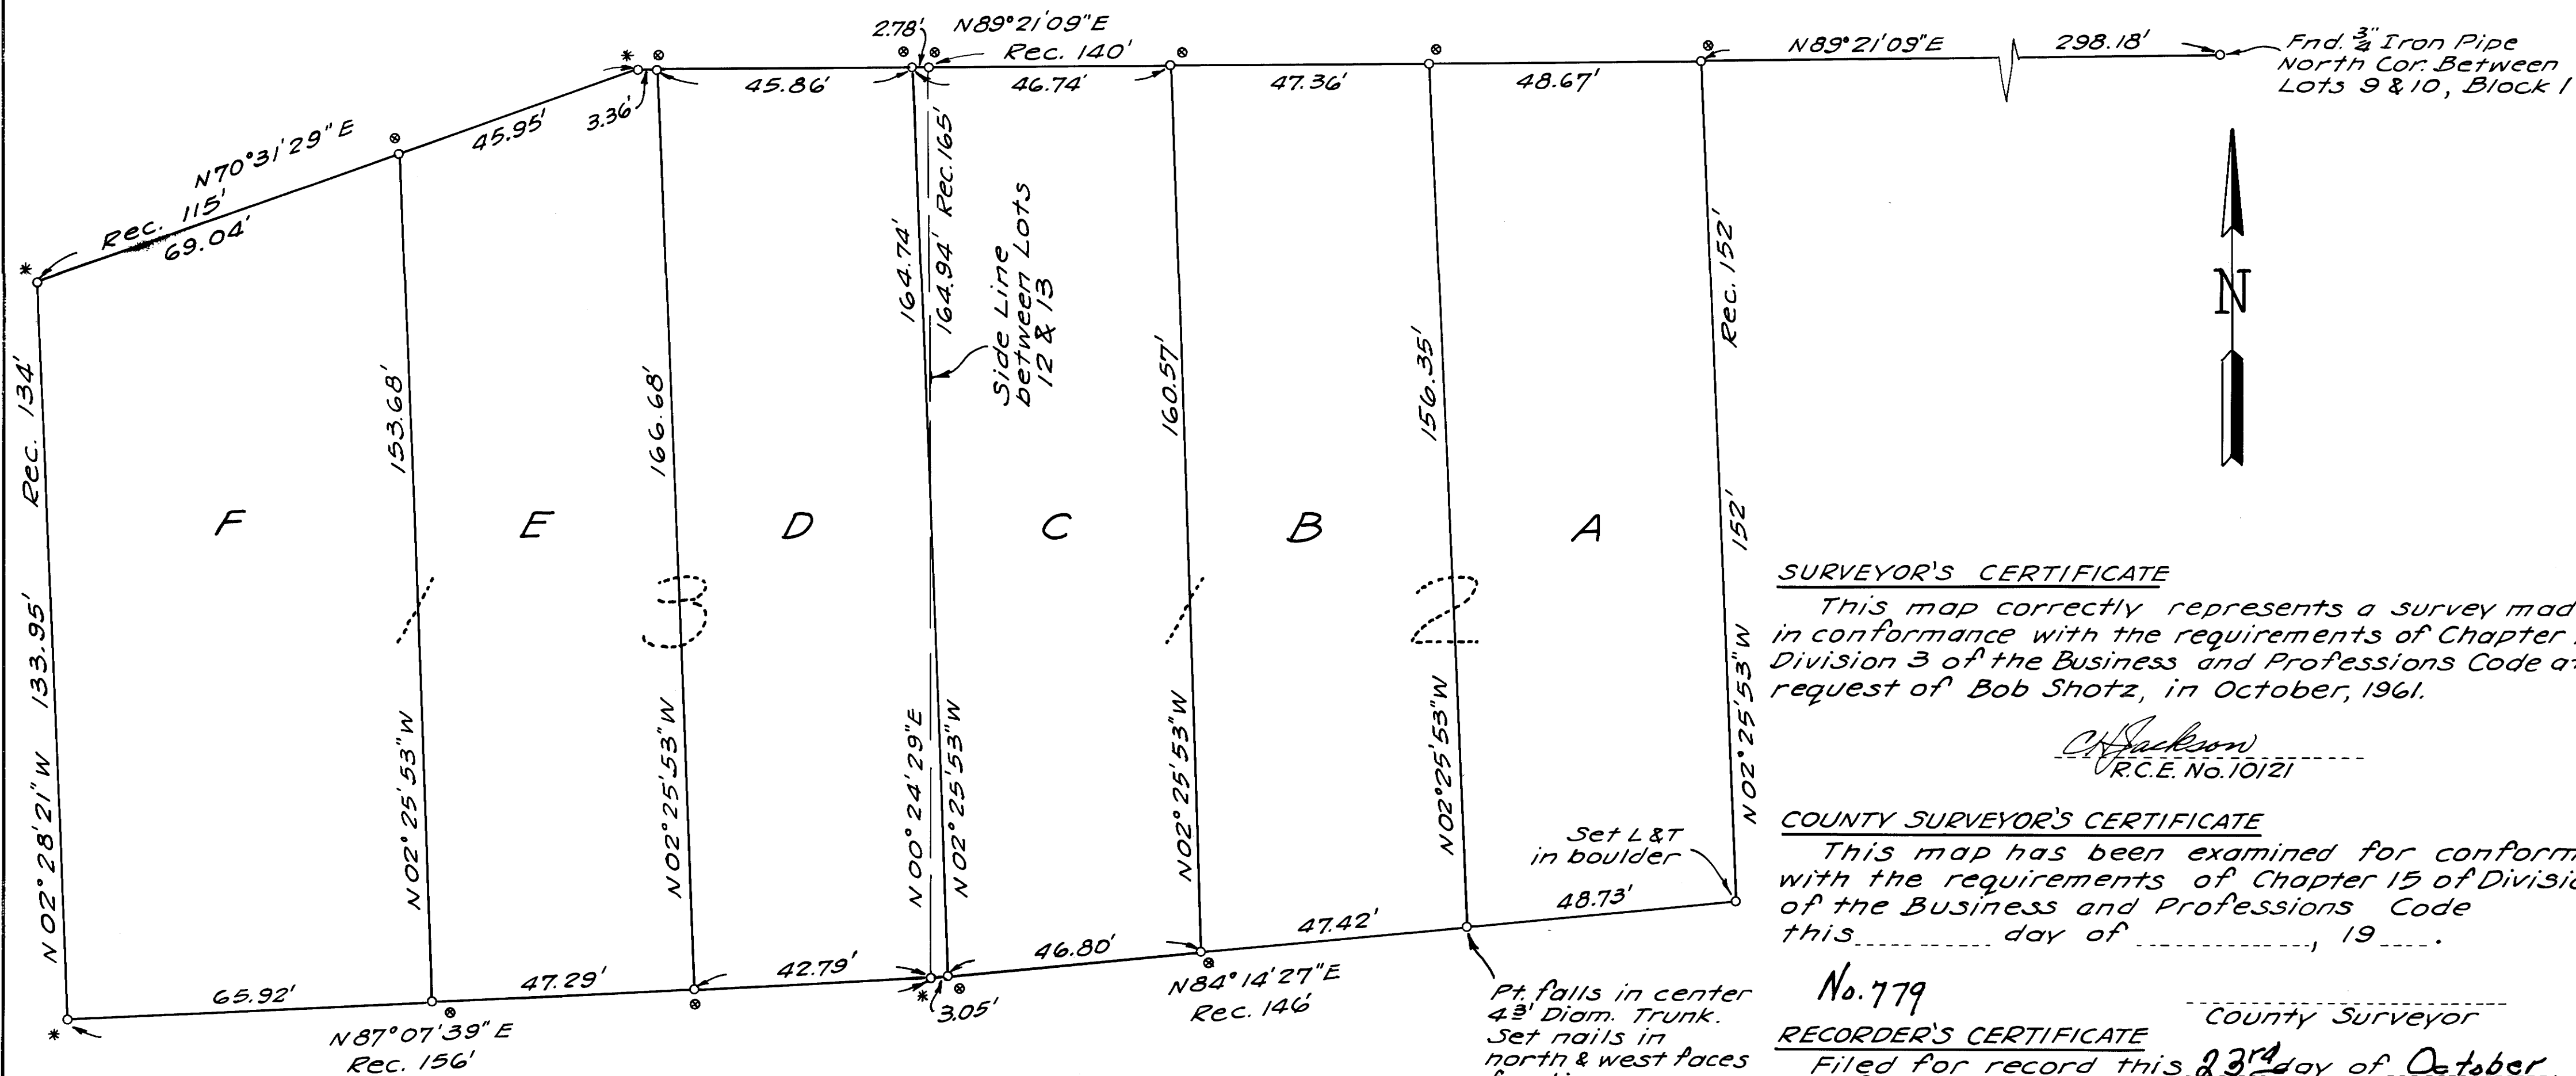 2.78' N89°21'09"E
Rec. 140'
N89°21'09"E 298.18'
Fnd. 3/4" Iron Pipe
North Cor. Between
Lots 9 & 10, Block 1
45.86' 46.74' 47.36' 48.67'
3.36'
45.95'
N70°31'29"E
Rec. 115'
69.04'
Rec. 134'
133.95'
N02°28'21"W
153.68'
N02°25'53"W
166.68'
N02°25'53"W
164.74'
164.94' Rec. 165'
Side Line
between Lots
12 & 13
N00°24'29"E
N02°25'53"W
160.57'
N02°25'53"W
156.35'
N02°25'53"W
Rec. 152'
152'
N02°25'53"W
N
F E D C B A
1 3 1 2
65.92' 47.29' 42.79' 3.05' 46.80' 47.42' 48.73'
N87°07'39"E
Rec. 156'
N84°14'27"E
Rec. 146'
Set L & T
in boulder
Pt. falls in center
4 3' Diam. Trunk.
Set nails in
north & west faces
SURVEYOR'S CERTIFICATE
This map correctly represents a survey mad
in conformance with the requirements of Chapter
Division 3 of the Business and Professions Code at
request of Bob Shotz, in October, 1961.
C H Jackson
R.C.E. No. 10121
COUNTY SURVEYOR'S CERTIFICATE
This map has been examined for conform
with the requirements of Chapter 15 of Divisi
of the Business and Professions Code
this day of , 19 .
No. 779
County Surveyor
RECORDER'S CERTIFICATE
Filed for record this 23rd day of October